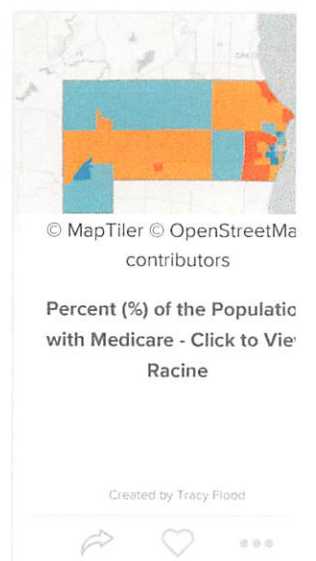 © MapTiler © OpenStreetMa
contributors
Percent (%) of the Populatio
with Medicare - Click to Vie
Racine
Created by Tracy Flood